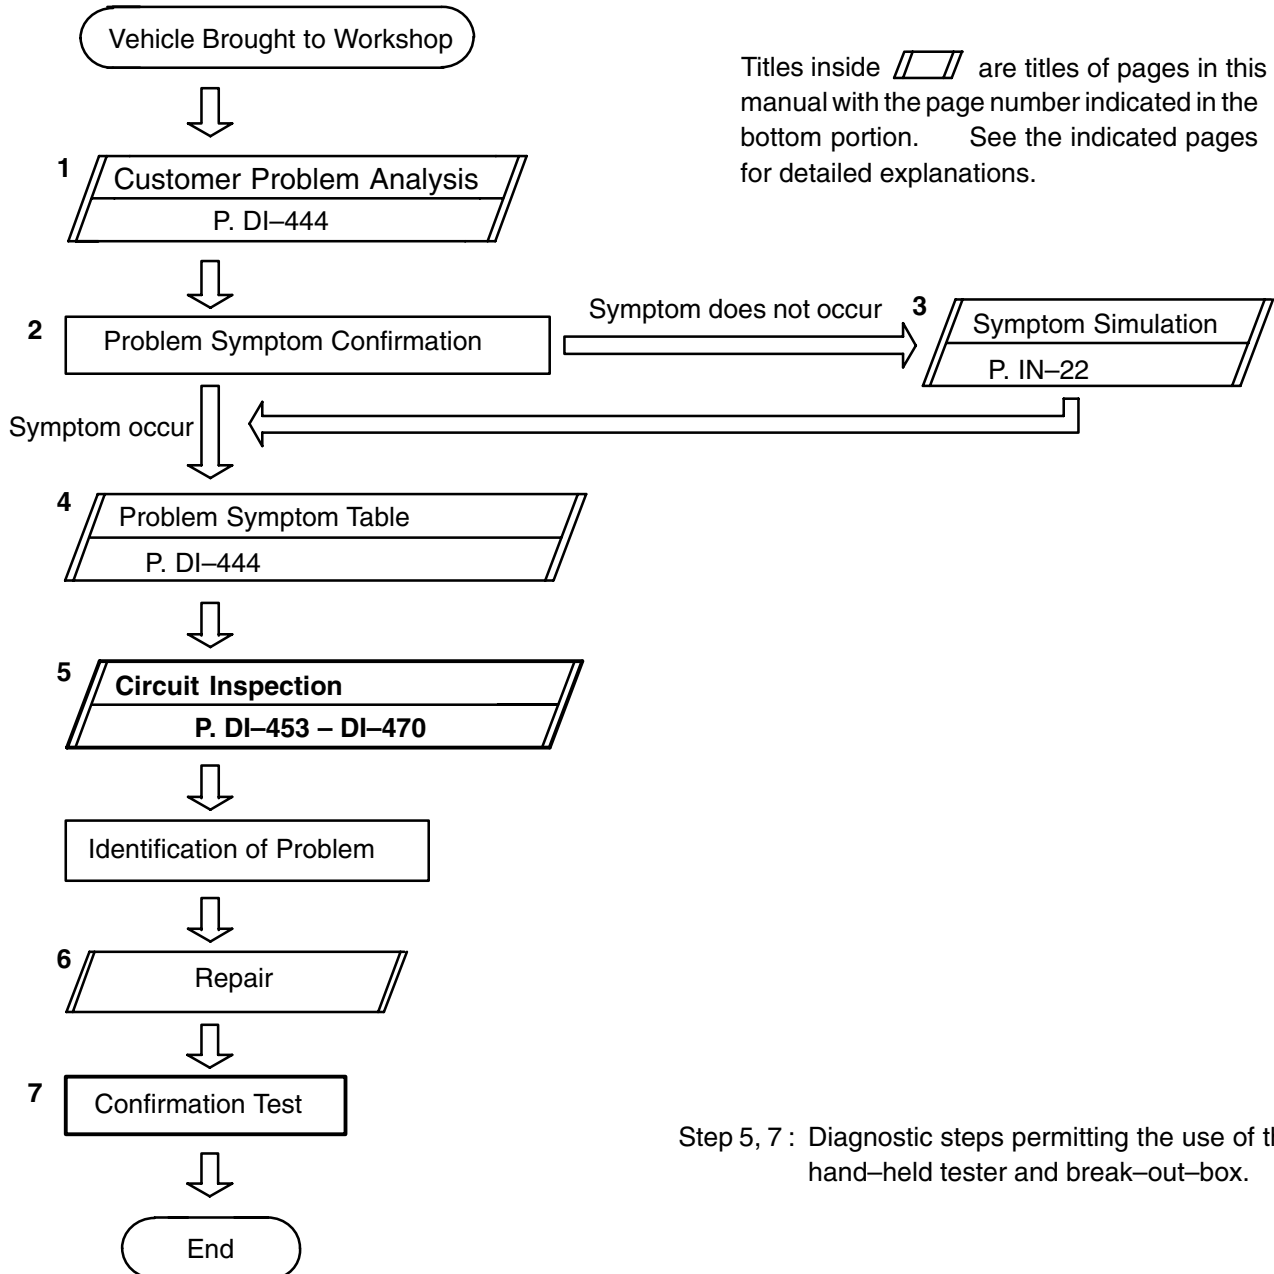 Vehicle Brought to Workshop
Titles inside are titles of pages in this
manual with the page number indicated in the
bottom portion. See the indicated pages
for detailed explanations.
1
Customer Problem Analysis
P. DI–444
2
Problem Symptom Confirmation
Symptom does not occur
3
Symptom Simulation
P. IN–22
Symptom occur
4
Problem Symptom Table
P. DI–444
5
Circuit Inspection
P. DI–453 – DI–470
Identification of Problem
6
Repair
7
Confirmation Test
Step 5, 7 : Diagnostic steps permitting the use of
hand–held tester and break–out–box.
End